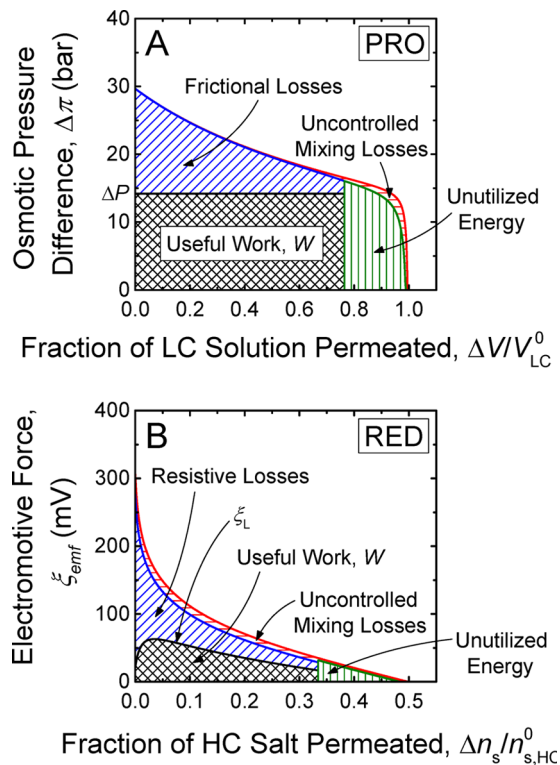 A
PRO
Osmotic Pressure
Difference, Δπ (bar)
40
30
20
10
0
ΔP
Frictional Losses
Uncontrolled
Mixing Losses
Unutilized
Energy
Useful Work, W
0.0 0.2 0.4 0.6 0.8 1.0
Fraction of LC Solution Permeated, ΔV/V⁰LC
B
RED
Electromotive Force,
ξemf (mV)
400
300
200
100
0
Resistive Losses
ξL
Useful Work, W
Uncontrolled
Mixing Losses
Unutilized
Energy
0.0 0.1 0.2 0.3 0.4 0.5
Fraction of HC Salt Permeated, Δns/n⁰s,HC